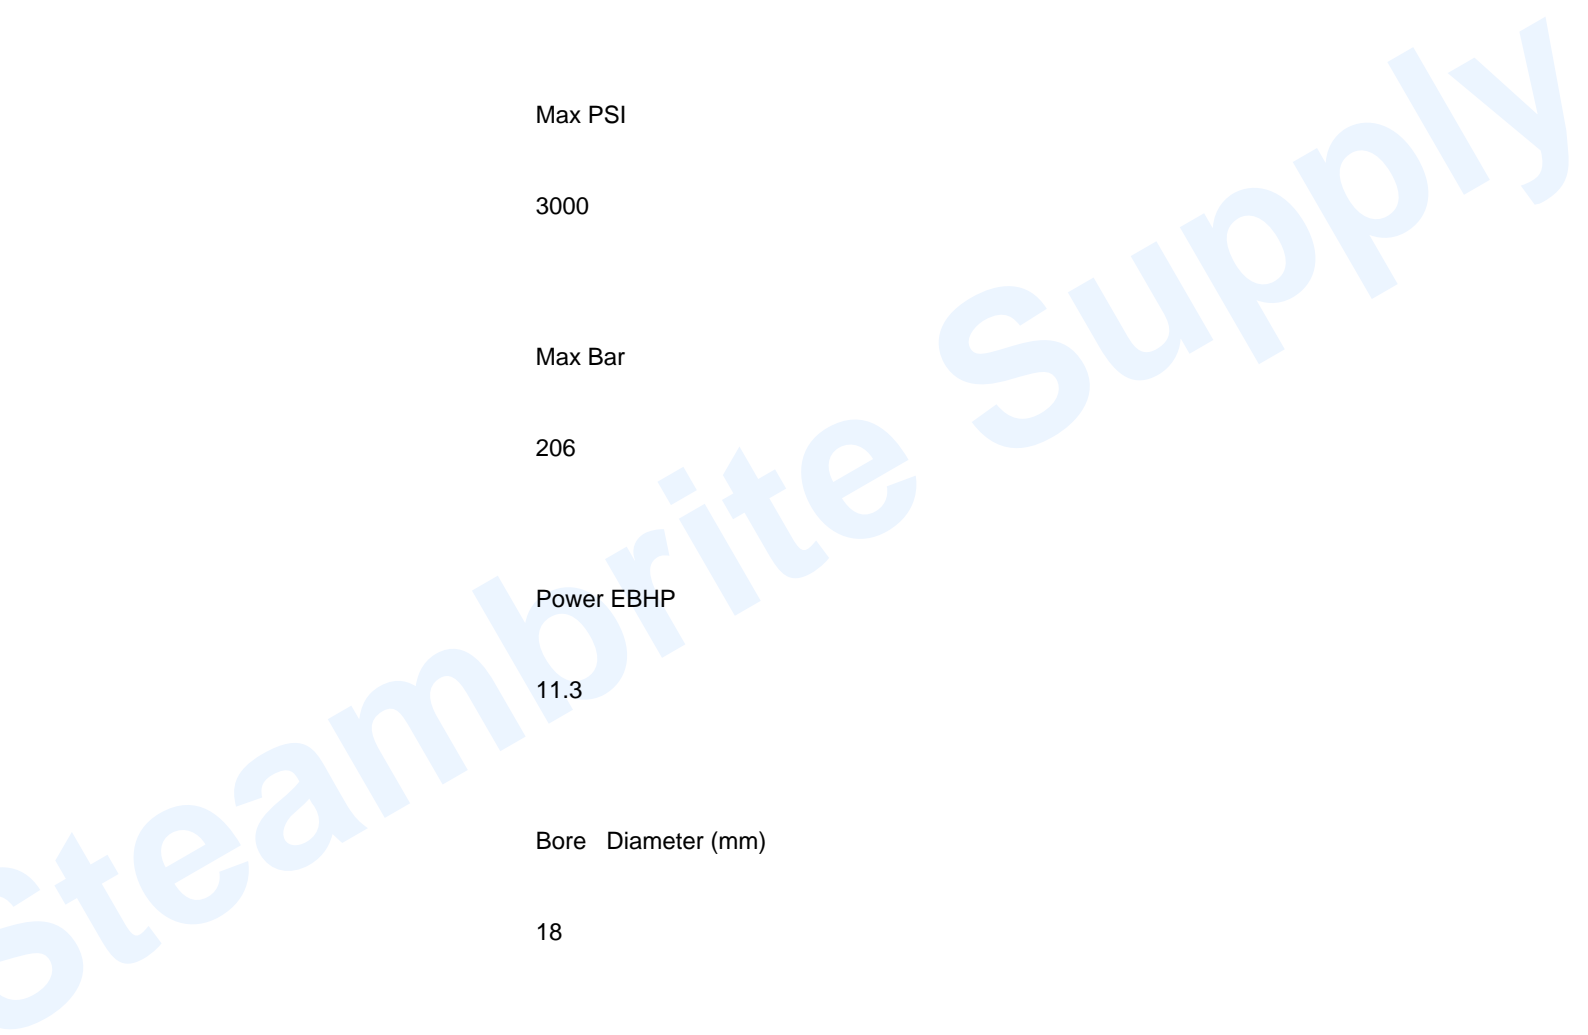 Max PSI
3000
Max Bar
206
Power EBHP
11.3
Bore Diameter (mm)
18
Steambrite Supply